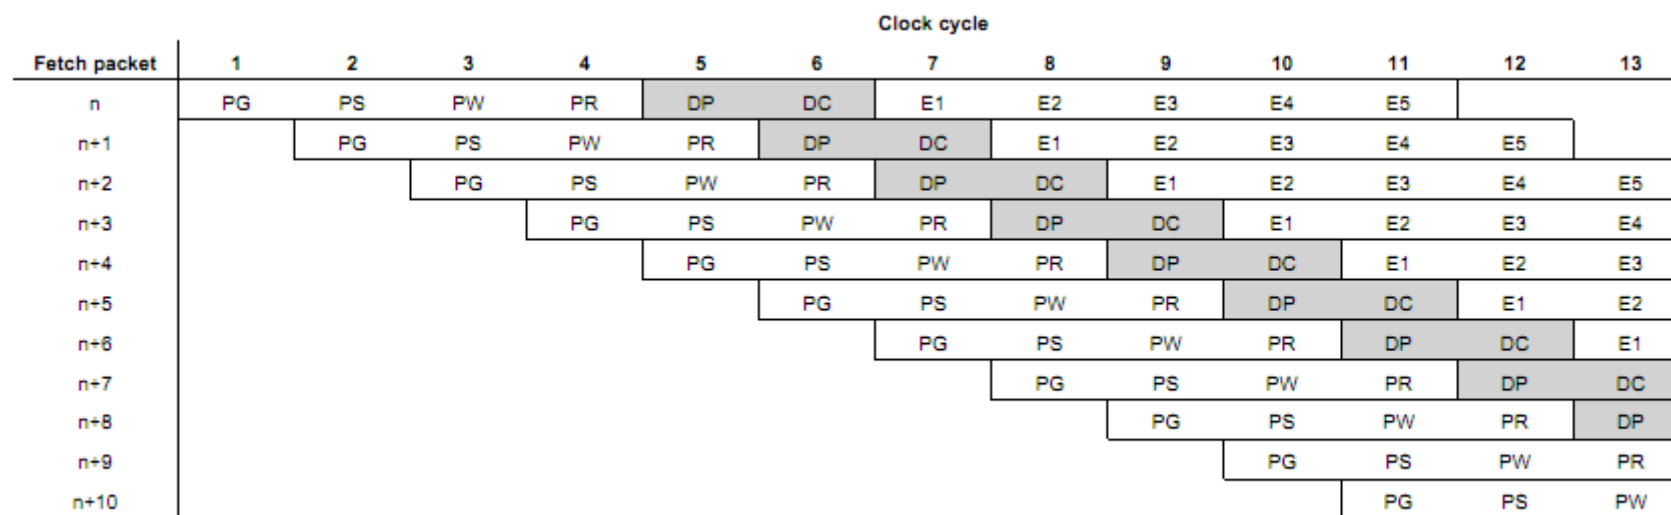 Clock cycle
Fetch packet 1 2 3 4 5 6 7 8 9 10 11 12 13
n PG PS PW PR DP DC E1 E2 E3 E4 E5
n+1 PG PS PW PR DP DC E1 E2 E3 E4 E5
n+2 PG PS PW PR DP DC E1 E2 E3 E4 E5
n+3 PG PS PW PR DP DC E1 E2 E3 E4
n+4 PG PS PW PR DP DC E1 E2 E3
n+5 PG PS PW PR DP DC E1 E2
n+6 PG PS PW PR DP DC E1
n+7 PG PS PW PR DP DC
n+8 PG PS PW PR DP
n+9 PG PS PW PR
n+10 PG PS PW